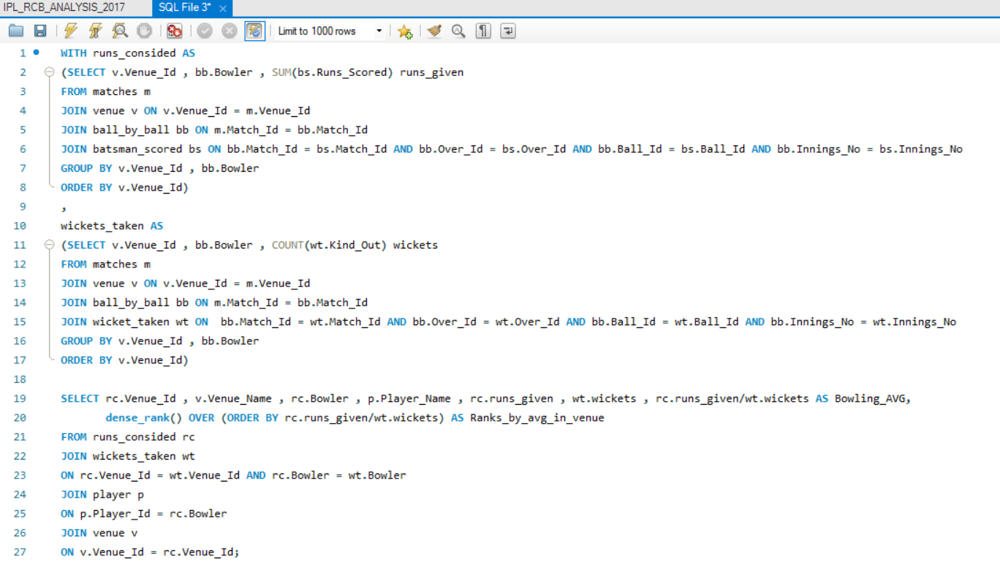 IPL_RCB_ANALYSIS_2017 SQL File 3*
Limit to 1000 rows
1 WITH runs_consided AS
2 (SELECT v.Venue_Id , bb.Bowler , SUM(bs.Runs_Scored) runs_given
3 FROM matches m
4 JOIN venue v ON v.Venue_Id = m.Venue_Id
5 JOIN ball_by_ball bb ON m.Match_Id = bb.Match_Id
6 JOIN batsman_scored bs ON bb.Match_Id = bs.Match_Id AND bb.Over_Id = bs.Over_Id AND bb.Ball_Id = bs.Ball_Id AND bb.Innings_No = bs.Innings_No
7 GROUP BY v.Venue_Id , bb.Bowler
8 ORDER BY v.Venue_Id)
9 ,
10 wickets_taken AS
11 (SELECT v.Venue_Id , bb.Bowler , COUNT(wt.Kind_Out) wickets
12 FROM matches m
13 JOIN venue v ON v.Venue_Id = m.Venue_Id
14 JOIN ball_by_ball bb ON m.Match_Id = bb.Match_Id
15 JOIN wicket_taken wt ON  bb.Match_Id = wt.Match_Id AND bb.Over_Id = wt.Over_Id AND bb.Ball_Id = wt.Ball_Id AND bb.Innings_No = wt.Innings_No
16 GROUP BY v.Venue_Id , bb.Bowler
17 ORDER BY v.Venue_Id)
18
19 SELECT rc.Venue_Id , v.Venue_Name , rc.Bowler , p.Player_Name , rc.runs_given , wt.wickets , rc.runs_given/wt.wickets AS Bowling_AVG,
20 dense_rank() OVER (ORDER BY rc.runs_given/wt.wickets) AS Ranks_by_avg_in_venue
21 FROM runs_consided rc
22 JOIN wickets_taken wt
23 ON rc.Venue_Id = wt.Venue_Id AND rc.Bowler = wt.Bowler
24 JOIN player p
25 ON p.Player_Id = rc.Bowler
26 JOIN venue v
27 ON v.Venue_Id = rc.Venue_Id;